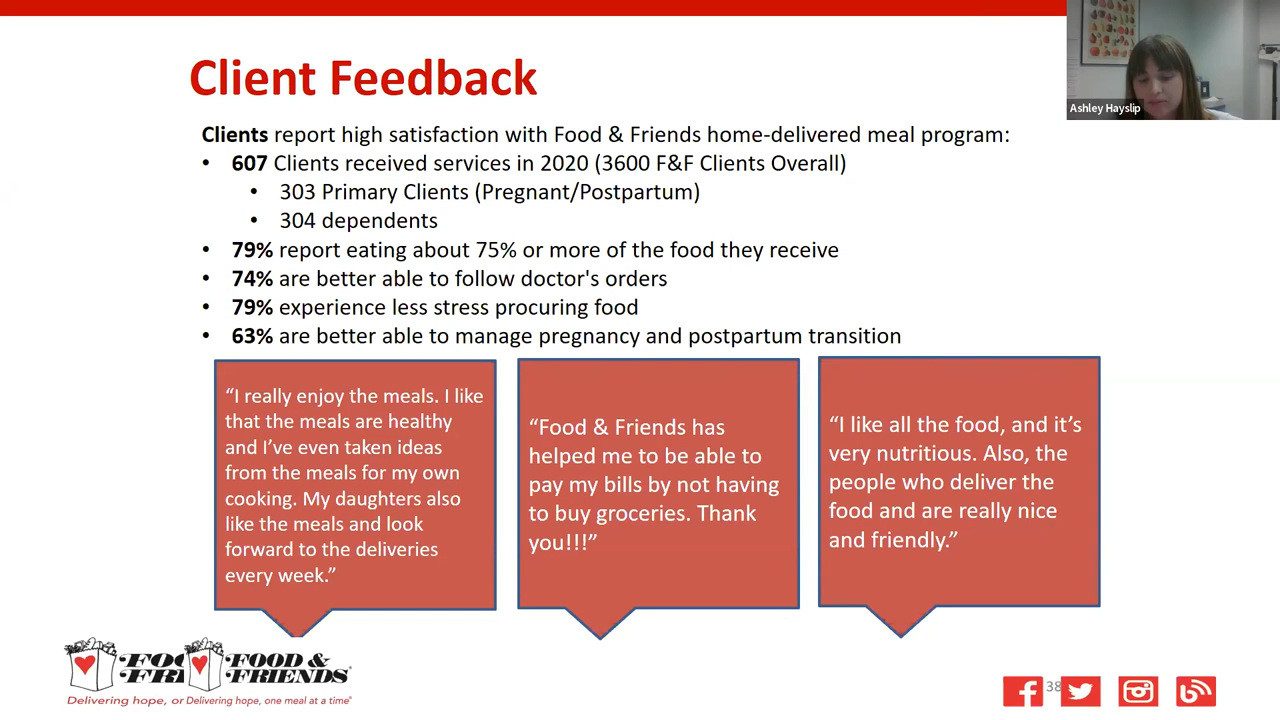 Client Feedback
Ashley Hayslip
Clients report high satisfaction with Food & Friends home-delivered meal program:
• 607 Clients received services in 2020 (3600 F&F Clients Overall)
• 303 Primary Clients (Pregnant/Postpartum)
• 304 dependents
• 79% report eating about 75% or more of the food they receive
• 74% are better able to follow doctor's orders
• 79% experience less stress procuring food
• 63% are better able to manage pregnancy and postpartum transition
“I really enjoy the meals. I like
that the meals are healthy
and I’ve even taken ideas
from the meals for my own
cooking. My daughters also
like the meals and look
forward to the deliveries
every week.”
“Food & Friends has
helped me to be able to
pay my bills by not having
to buy groceries. Thank
you!!!”
“I like all the food, and it’s
very nutritious. Also, the
people who deliver the
food and are really nice
and friendly.”
FOO
FRI
Delivering hope, or
FOOD &
FRIENDS®
Delivering hope, one meal at a time®
38